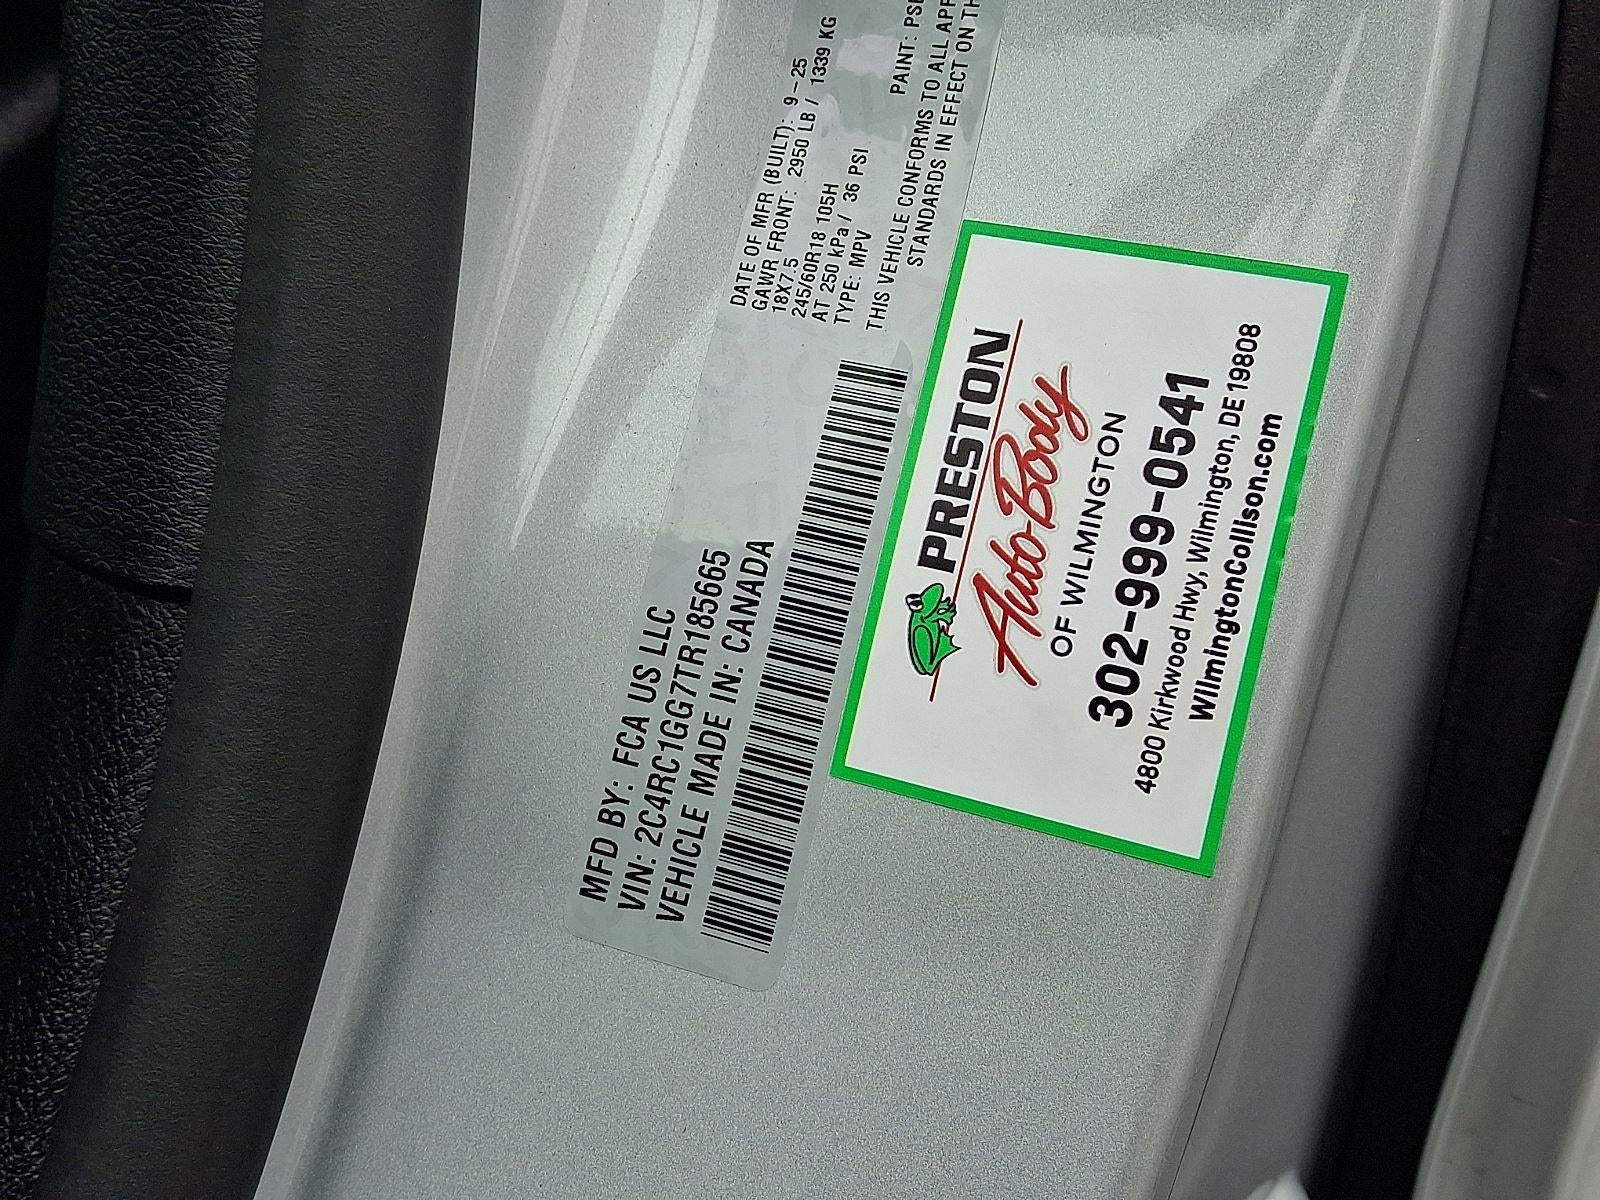 MFD BY: FCA US LLC
VIN: 2C4RC1GG7TR185665
VEHICLE MADE IN: CANADA
DATE OF MFR (BUILT): 9-25
GAWR FRONT: 2950 LB / 1339 KG
18X7.5
245/60R18 105H
AT 250 kPa / 36 PSI
TYPE: MPV
PAINT:
THIS VEHICLE CONFORMS TO ALL
STANDARDS IN EFFECT ON
PRESTON
Auto Body
OF WILMINGTON
302-999-0541
4800 Kirkwood Hwy, Wilmington, DE 19808
WilmingtonCollison.com